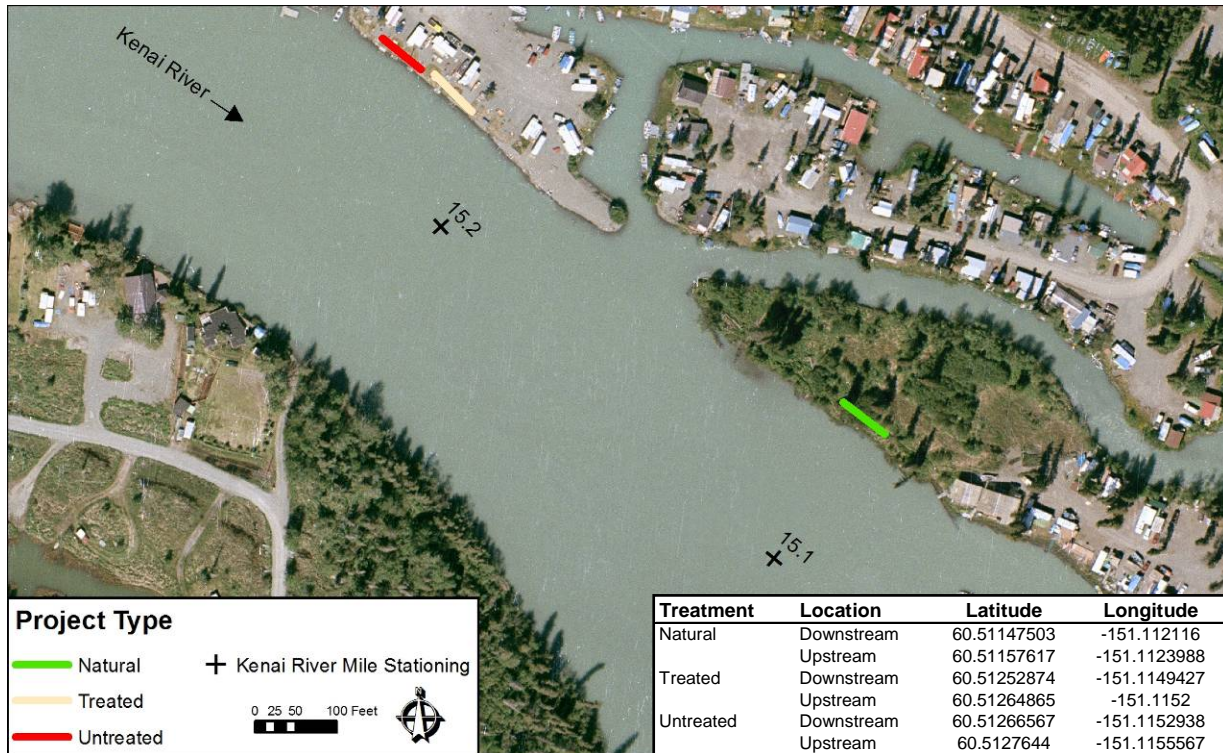 Kenai River
15.2
15.1
Project Type
Natural
Treated
Untreated
Kenai River Mile Stationing
0 25 50 100 Feet
N
Treatment Location Latitude Longitude
Natural Downstream 60.51147503 -151.112116
Upstream 60.51157617 -151.1123988
Treated Downstream 60.51252874 -151.1149427
Upstream 60.51264865 -151.1152
Untreated Downstream 60.51266567 -151.1152938
Upstream 60.5127644 -151.1155567